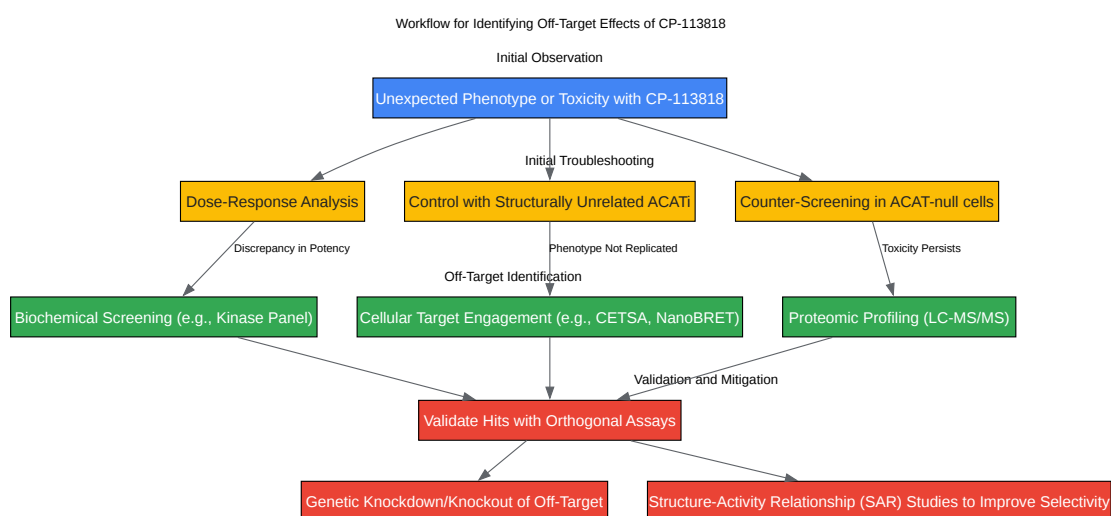 Workflow for Identifying Off-Target Effects of CP-113818
Initial Observation
Unexpected Phenotype or Toxicity with CP-113818
Initial Troubleshooting
Dose-Response Analysis
Control with Structurally Unrelated ACATi
Counter-Screening in ACAT-null cells
Discrepancy in Potency
Phenotype Not Replicated
Toxicity Persists
Off-Target Identification
Biochemical Screening (e.g., Kinase Panel)
Cellular Target Engagement (e.g., CETSA, NanoBRET)
Proteomic Profiling (LC-MS/MS)
Validation and Mitigation
Validate Hits with Orthogonal Assays
Genetic Knockdown/Knockout of Off-Target
Structure-Activity Relationship (SAR) Studies to Improve Selectivity